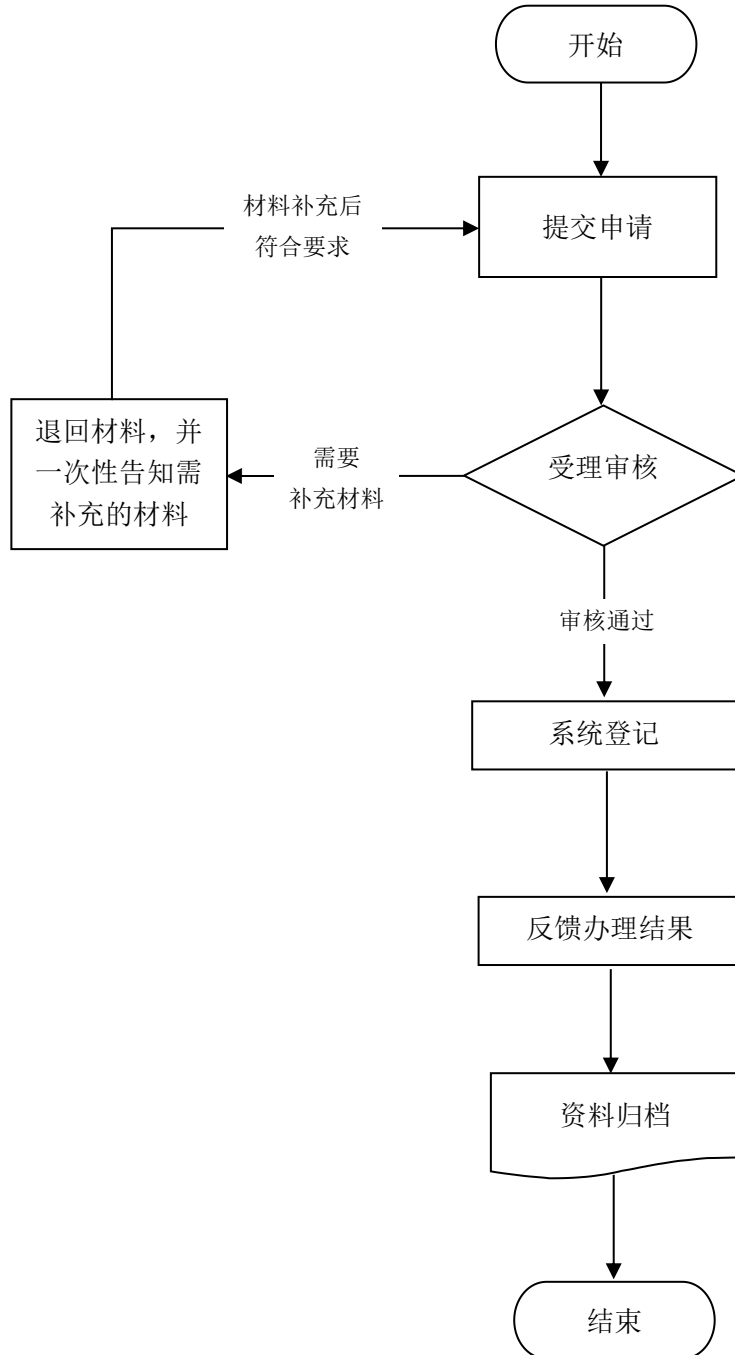 开始
材料补充后
符合要求
提交申请
退回材料，并
一次性告知需
补充的材料
需要
补充材料
受理审核
审核通过
系统登记
反馈办理结果
资料归档
结束